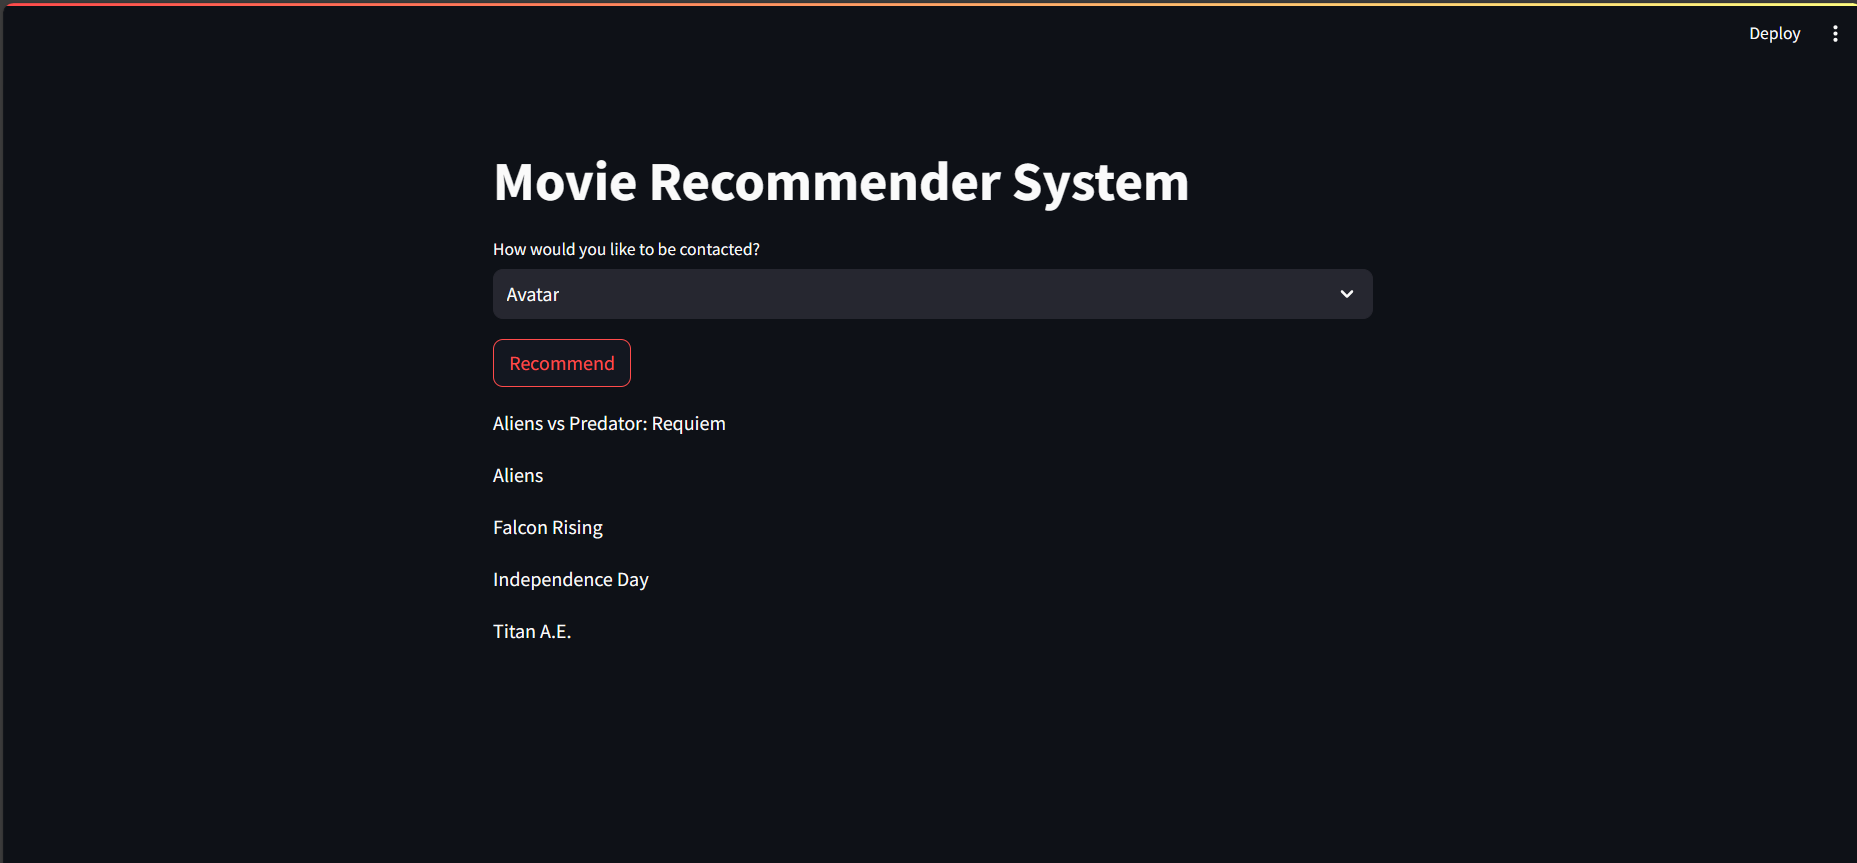 Deploy
Movie Recommender System
How would you like to be contacted?
Avatar
Recommend
Aliens vs Predator: Requiem
Aliens
Falcon Rising
Independence Day
Titan A.E.